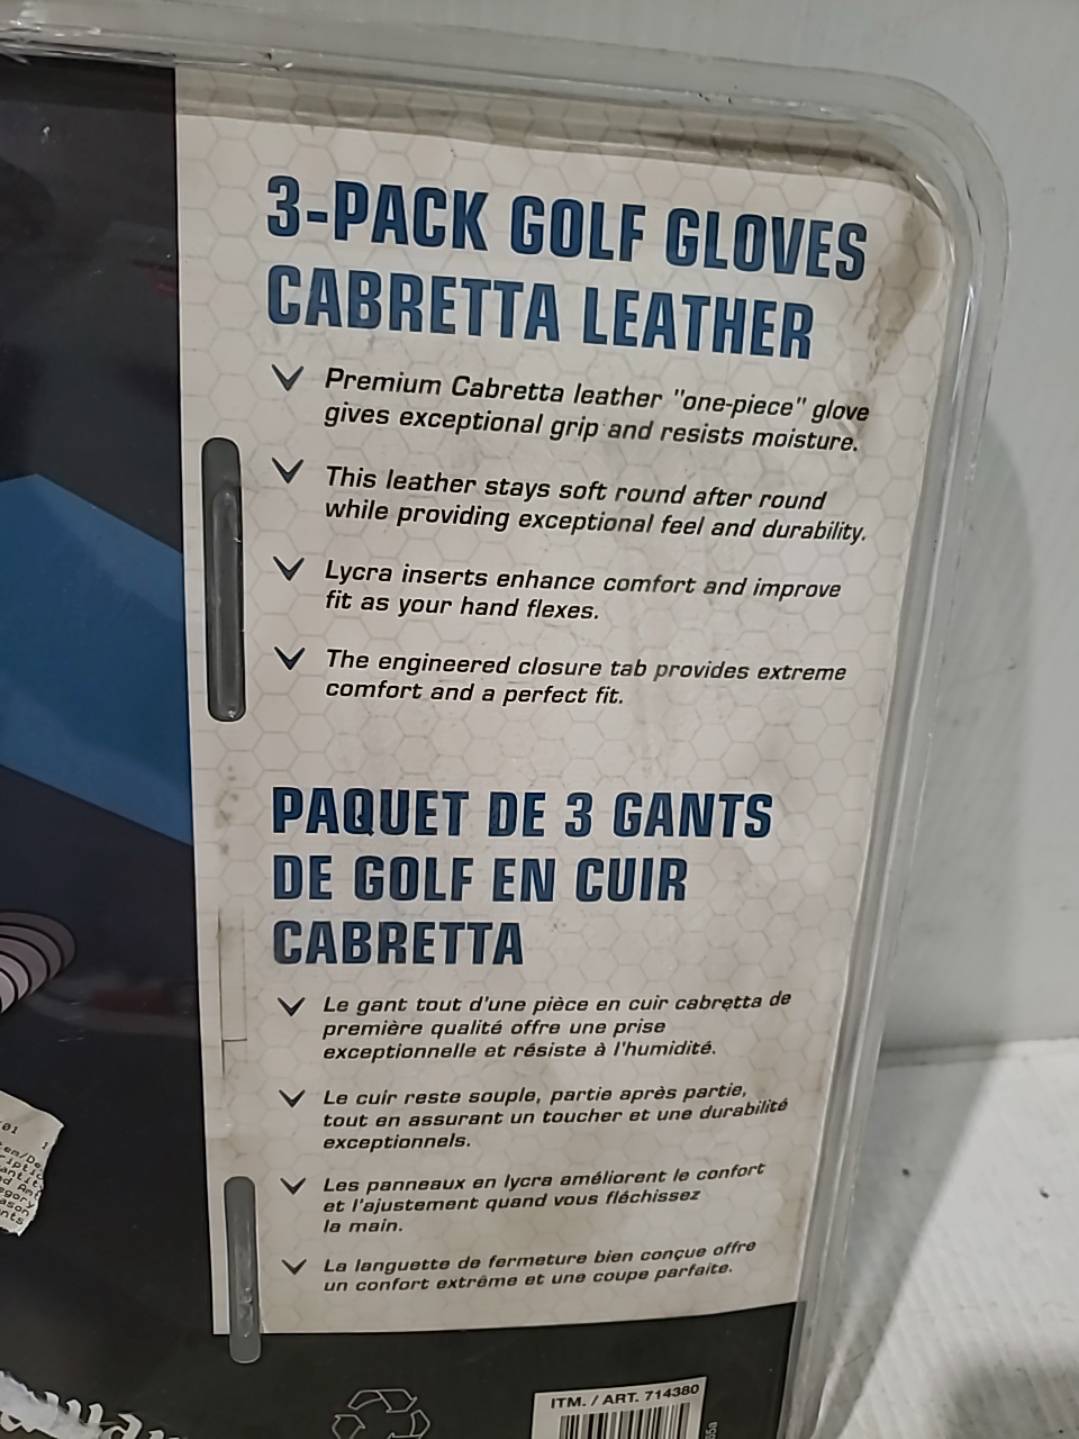 3-PACK GOLF GLOVES
CABRETTA LEATHER
Premium Cabretta leather "one-piece" glove
gives exceptional grip and resists moisture.
This leather stays soft round after round
while providing exceptional feel and durability.
Lycra inserts enhance comfort and improve
fit as your hand flexes.
The engineered closure tab provides extreme
comfort and a perfect fit.
PAQUET DE 3 GANTS
DE GOLF EN CUIR
CABRETTA
Le gant tout d'une pièce en cuir cabretta de
première qualité offre une prise
exceptionnelle et résiste à l'humidité.
Le cuir reste souple, partie après partie,
tout en assurant un toucher et une durabilité
exceptionnels.
Les panneaux en lycra améliorent le confort
et l'ajustement quand vous fléchissez
la main.
La languette de fermeture bien conçue offre
un confort extrême et une coupe parfaite.
ITM. / ART. 714380